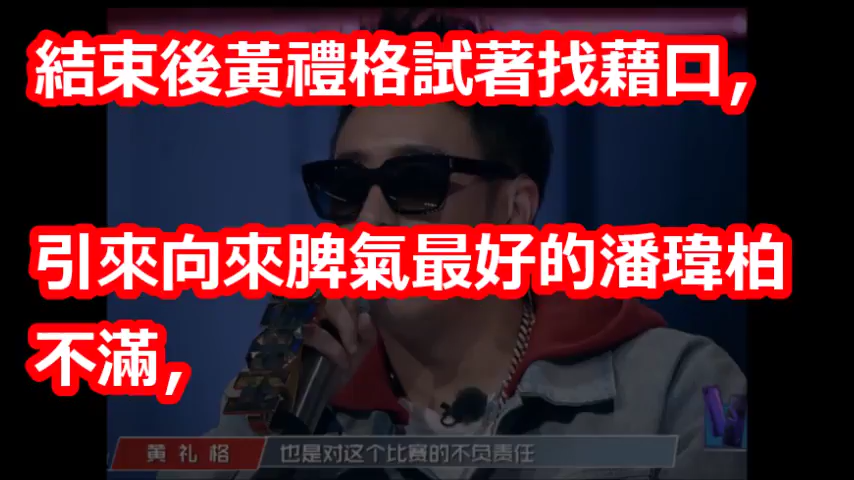 結束後黃禮格試著找藉口，
引來向來脾氣最好的潘瑋柏
不滿，
黄礼格 也是对这个比赛的不负责任